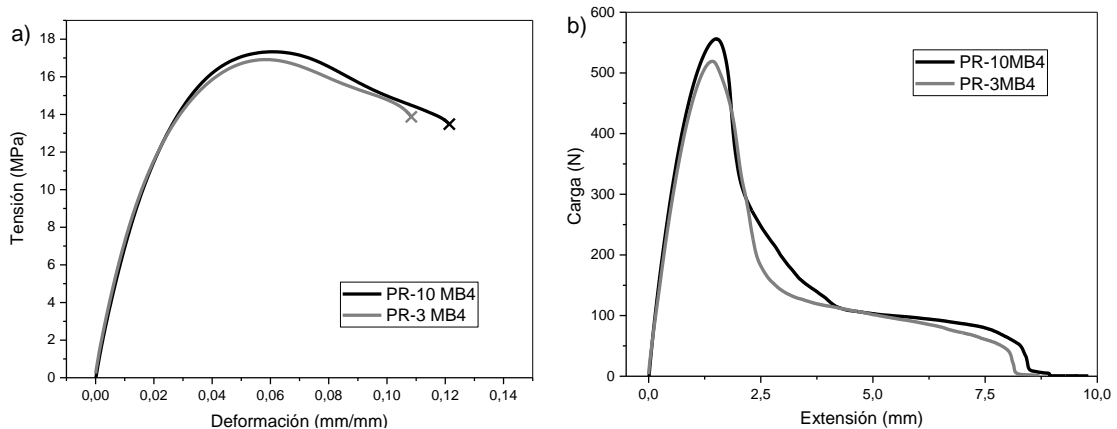 a)
18
16
14
12
10
8
6
4
2
0
Tensión (MPa)
PR-10 MB4
PR-3 MB4
0,00 0,02 0,04 0,06 0,08 0,10 0,12 0,14
Deformación (mm/mm)
b)
600
500
400
300
200
100
0
Carga (N)
PR-10MB4
PR-3MB4
0,0 2,5 5,0 7,5 10,0
Extensión (mm)